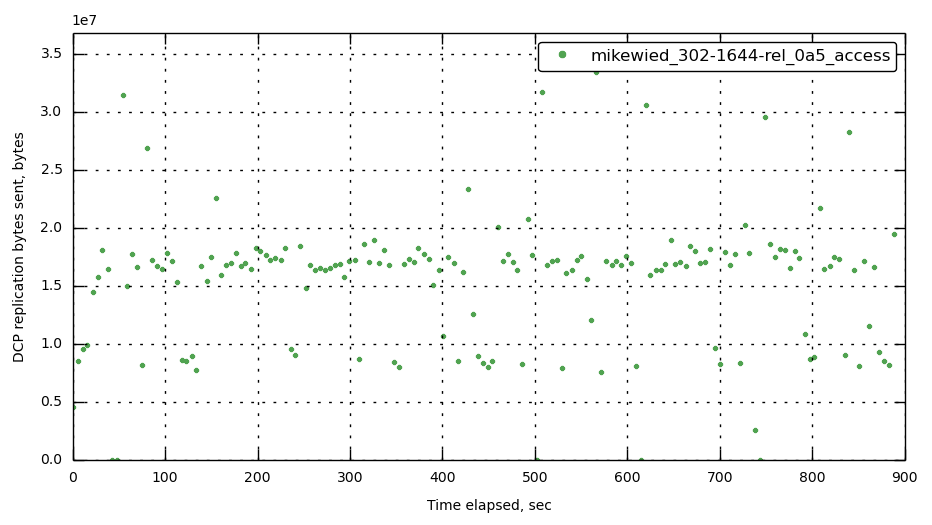 1e7
mikewied_302-1644-rel_0a5_access
3.5
3.0
2.5
2.0
1.5
1.0
0.5
0.0
DCP replication bytes sent, bytes
0 100 200 300 400 500 600 700 800 900
Time elapsed, sec